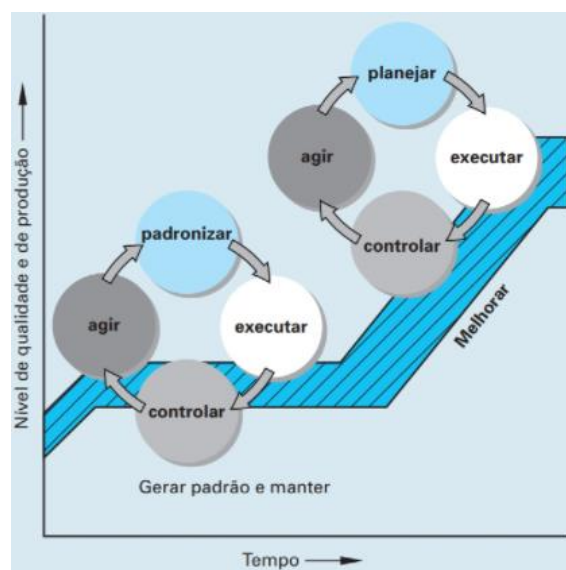 planejar
agir
executar
controlar
padronizar
agir
executar
controlar
Melhorar
Gerar padrão e manter
Nível de qualidade e de produção
Tempo